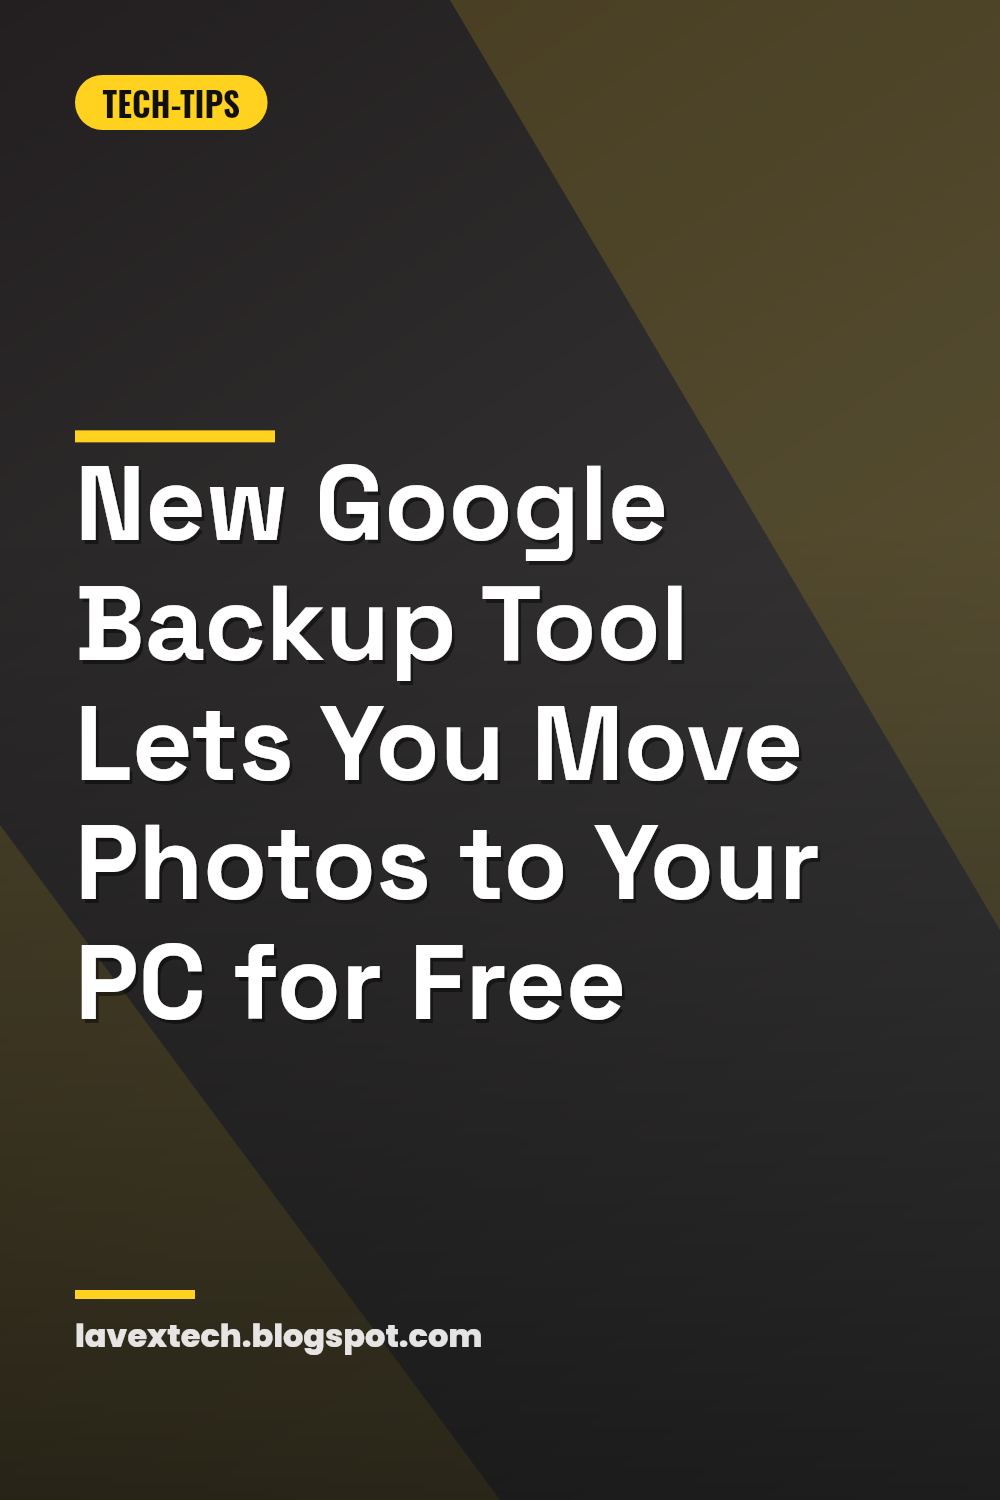 TECH-TIPS
New Google
Backup Tool
Lets You Move
Photos to Your
PC for Free
lavextech.blogspot.com